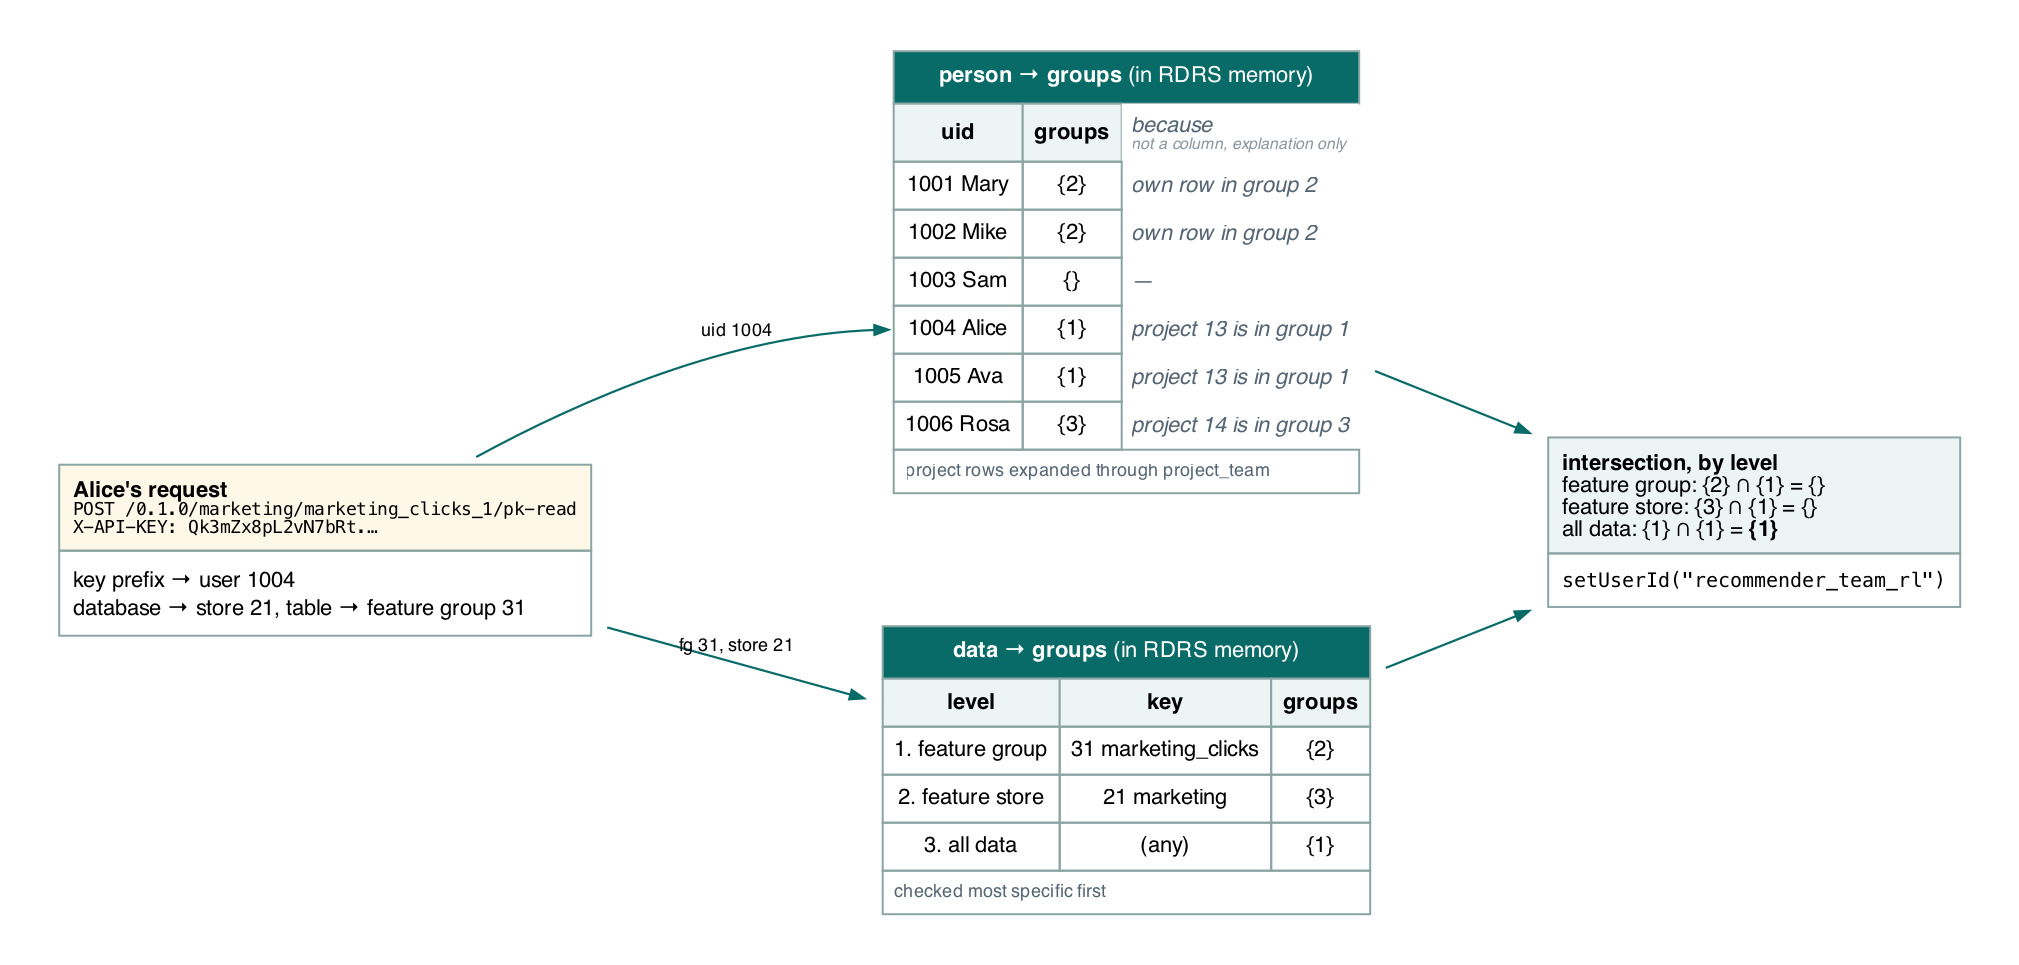 person → groups (in RDRS memory)
uid groups because
not a column, explanation only
1001 Mary {2} own row in group 2
1002 Mike {2} own row in group 2
1003 Sam {} —
1004 Alice {1} project 13 is in group 1
1005 Ava {1} project 13 is in group 1
1006 Rosa {3} project 14 is in group 3
project rows expanded through project_team
uid 1004
Alice's request
POST /0.1.0/marketing/marketing_clicks_1/pk-read
X-API-KEY: Qk3mZx8pL2vN7bRt.…
key prefix → user 1004
database → store 21, table → feature group 31
fg 31, store 21
data → groups (in RDRS memory)
level key groups
1. feature group 31 marketing_clicks {2}
2. feature store 21 marketing {3}
3. all data (any) {1}
checked most specific first
intersection, by level
feature group: {2} ∩ {1} = {}
feature store: {3} ∩ {1} = {}
all data: {1} ∩ {1} = {1}
setUserId("recommender_team_rl")